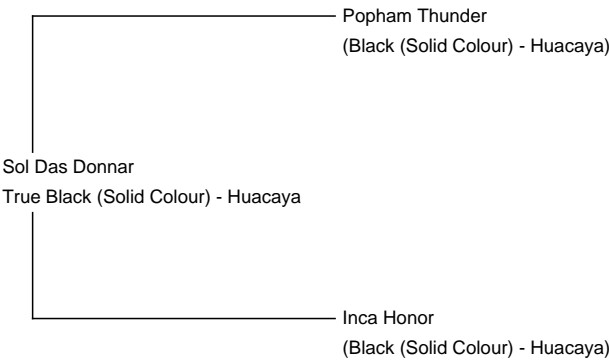 Popham Thunder
(Black (Solid Colour) - Huacaya)
Sol Das Donnar
True Black (Solid Colour) - Huacaya
Inca Honor
(Black (Solid Colour) - Huacaya)